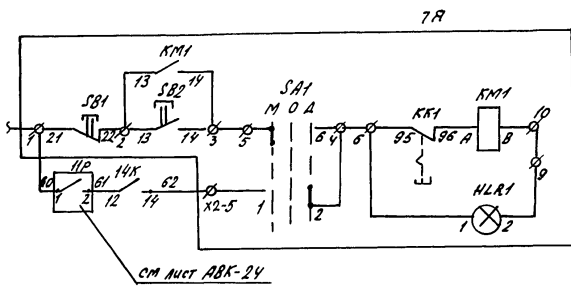 7Я
КМ1
13 14
SB1 SB2 SA1 КК1 КМ1
М О А
1 21 22 2 13 14 3 5 6 4 6 95 96 А В 10
9
11Р 14К
60 1 2 61 12 14 62 Х2-5 1 2
HLR1
1 2
СМ ЛИСТ АВК-24